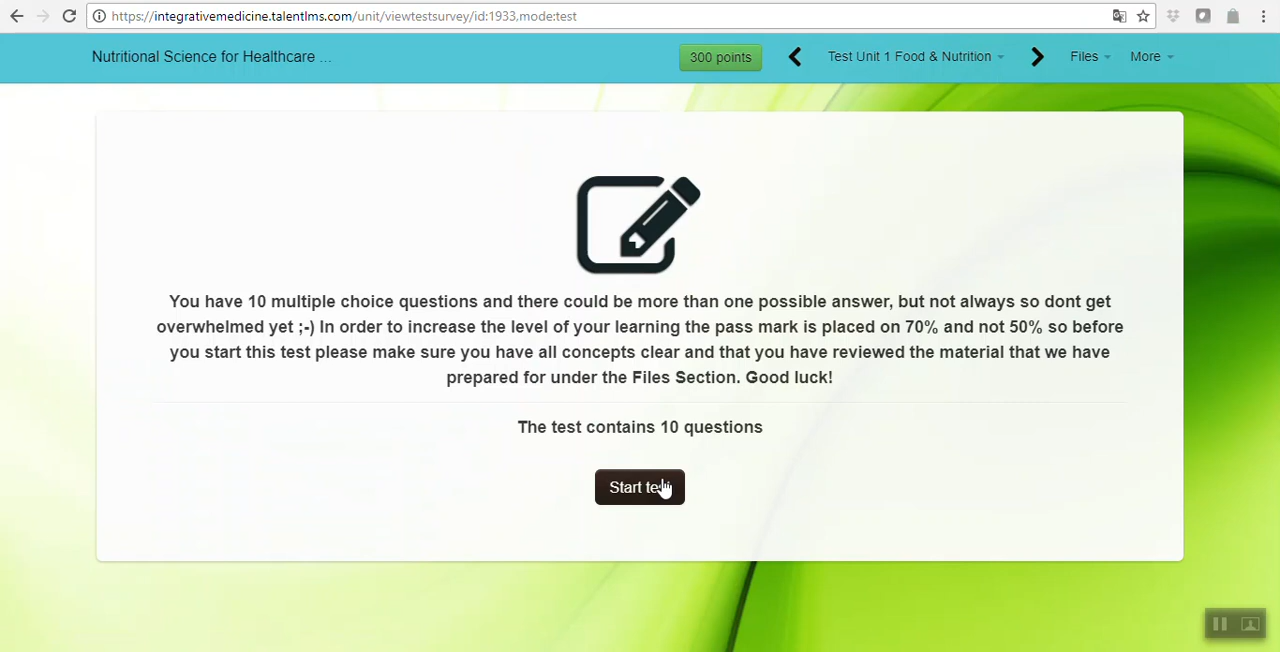 https://integrativemedicine.talentlms.com/unit/viewtestsurvey/id:1933,mode:test
Nutritional Science for Healthcare ...
300 points
Test Unit 1 Food & Nutrition
Files
More
You have 10 multiple choice questions and there could be more than one possible answer, but not always so dont get
overwhelmed yet ;-) In order to increase the level of your learning the pass mark is placed on 70% and not 50% so before
you start this test please make sure you have all concepts clear and that you have reviewed the material that we have
prepared for under the Files Section. Good luck!
The test contains 10 questions
Start test